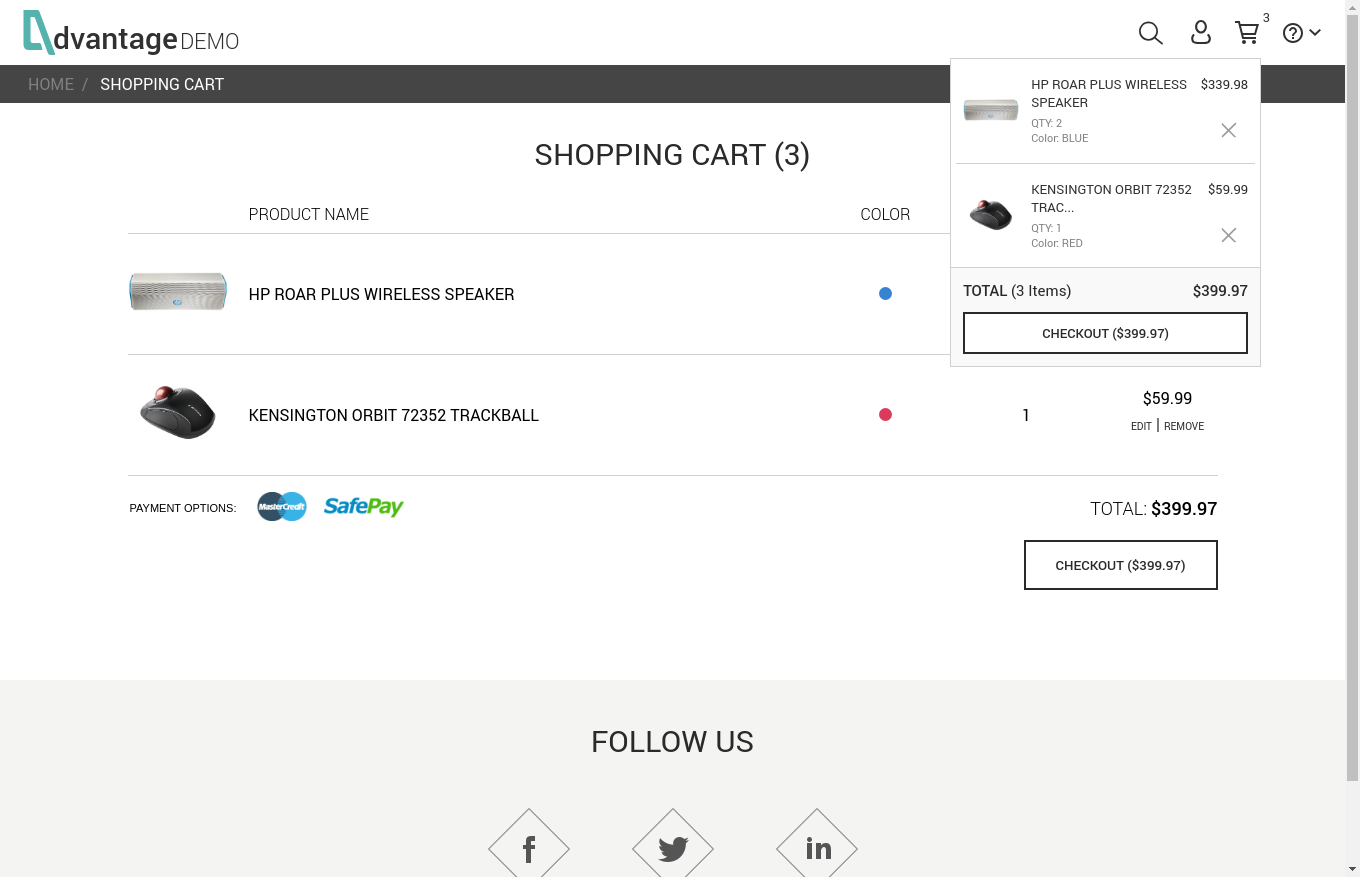 dvantage DEMO
3
HOME / SHOPPING CART
HP ROAR PLUS WIRELESS SPEAKER
$339.98
QTY: 2
Color: BLUE
KENSINGTON ORBIT 72352 TRAC...
$59.99
QTY: 1
Color: RED
TOTAL (3 Items) $399.97
CHECKOUT ($399.97)
SHOPPING CART (3)
PRODUCT NAME COLOR
HP ROAR PLUS WIRELESS SPEAKER
KENSINGTON ORBIT 72352 TRACKBALL 1 $59.99
EDIT | REMOVE
PAYMENT OPTIONS: MasterCredit SafePay
TOTAL: $399.97
CHECKOUT ($399.97)
FOLLOW US
f
in